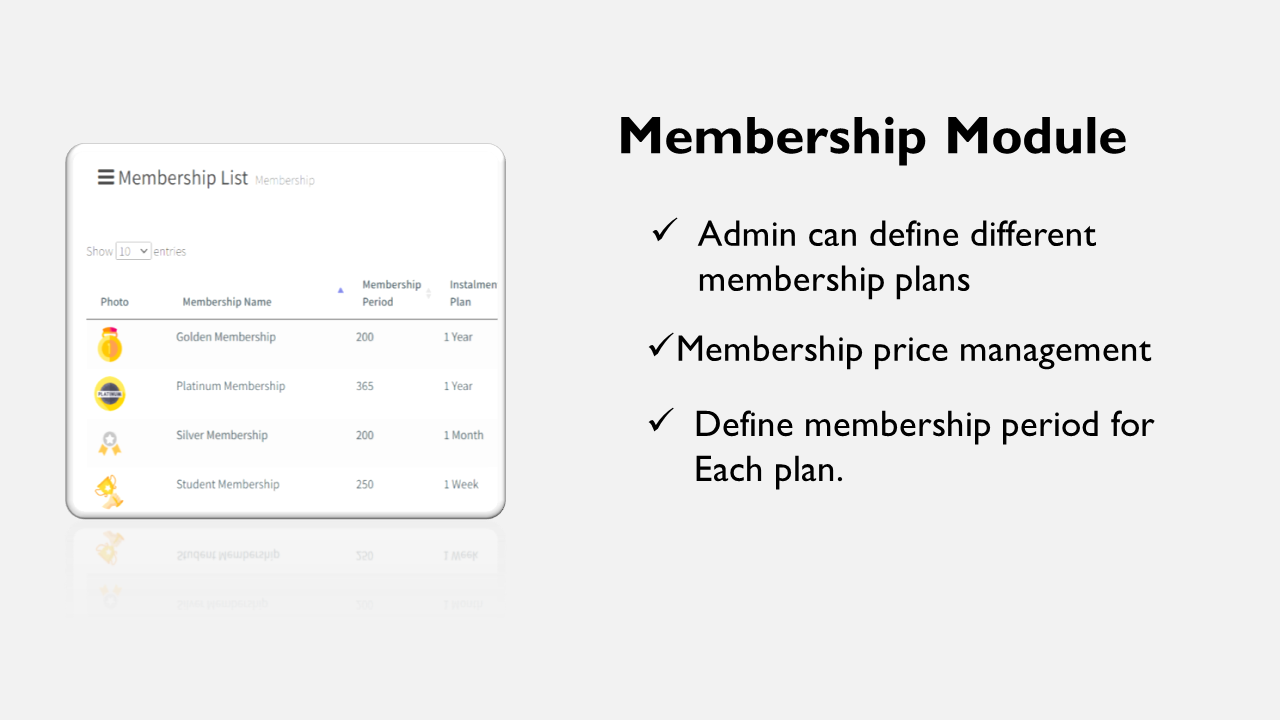 Membership List Membership
Show 10 entries
Photo Membership Name Membership Period Instalmen Plan
Golden Membership 200 1 Year
PLATINUM
Platinum Membership 365 1 Year
Silver Membership 200 1 Month
Student Membership 250 1 Week
Membership Module
✓ Admin can define different
membership plans
✓Membership price management
✓ Define membership period for
Each plan.